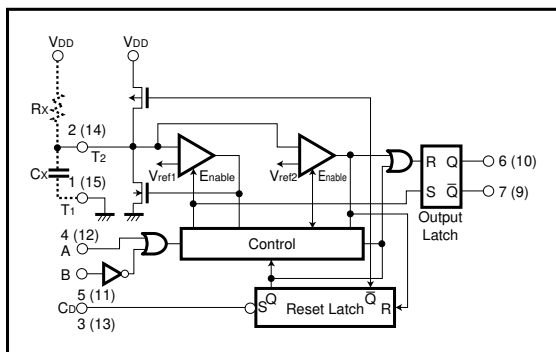 VDD
VDD
RX
2 (14)
T2
CX
1 (15)
T1
Vref1
Enable
Vref2
Enable
R Q
6 (10)
S Q̅
7 (9)
Output
Latch
4 (12)
A
Control
B
5 (11)
CD
3 (13)
S Q Q̅ R
Reset Latch